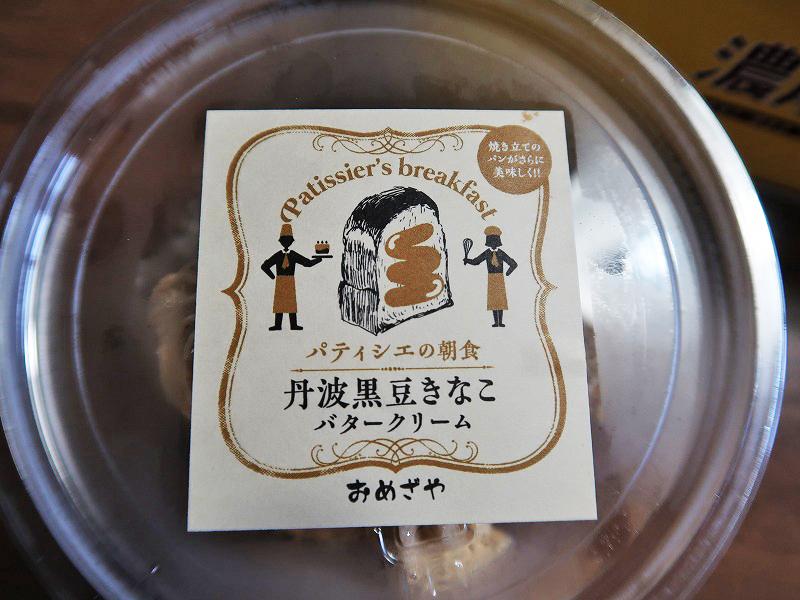 濃
焼き立ての
パンがさらに
美味しく!!
Patissier's breakfast
パティシエの朝食
丹波黒豆きなこ
バタークリーム
おめざや